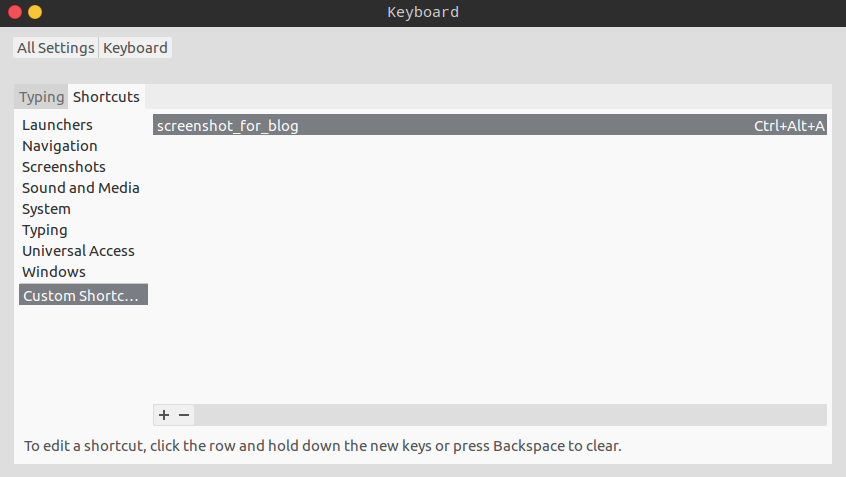 Keyboard
All Settings Keyboard
Typing Shortcuts
Launchers
Navigation
Screenshots
Sound and Media
System
Typing
Universal Access
Windows
Custom Shortc...
screenshot_for_blog Ctrl+Alt+A
+ −
To edit a shortcut, click the row and hold down the new keys or press Backspace to clear.